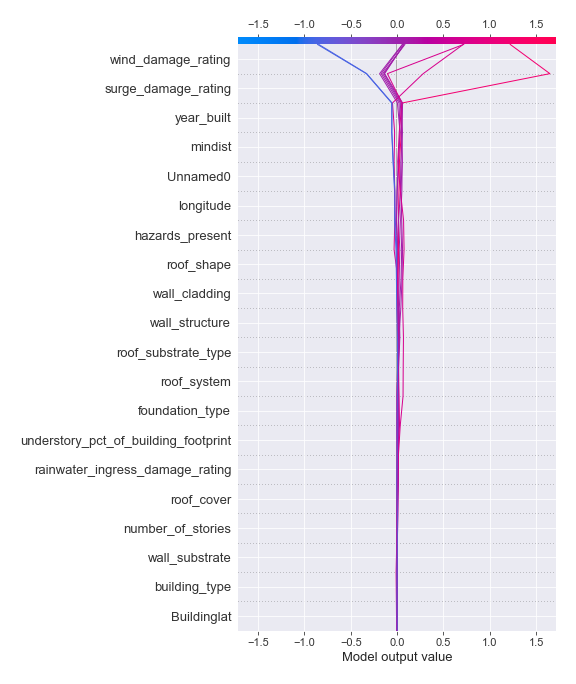 −1.5 −1.0 −0.5 0.0 0.5 1.0 1.5
wind_damage_rating
surge_damage_rating
year_built
mindist
Unnamed0
longitude
hazards_present
roof_shape
wall_cladding
wall_structure
roof_substrate_type
roof_system
foundation_type
understory_pct_of_building_footprint
rainwater_ingress_damage_rating
roof_cover
number_of_stories
wall_substrate
building_type
Buildinglat
−1.5 −1.0 −0.5 0.0 0.5 1.0 1.5
Model output value